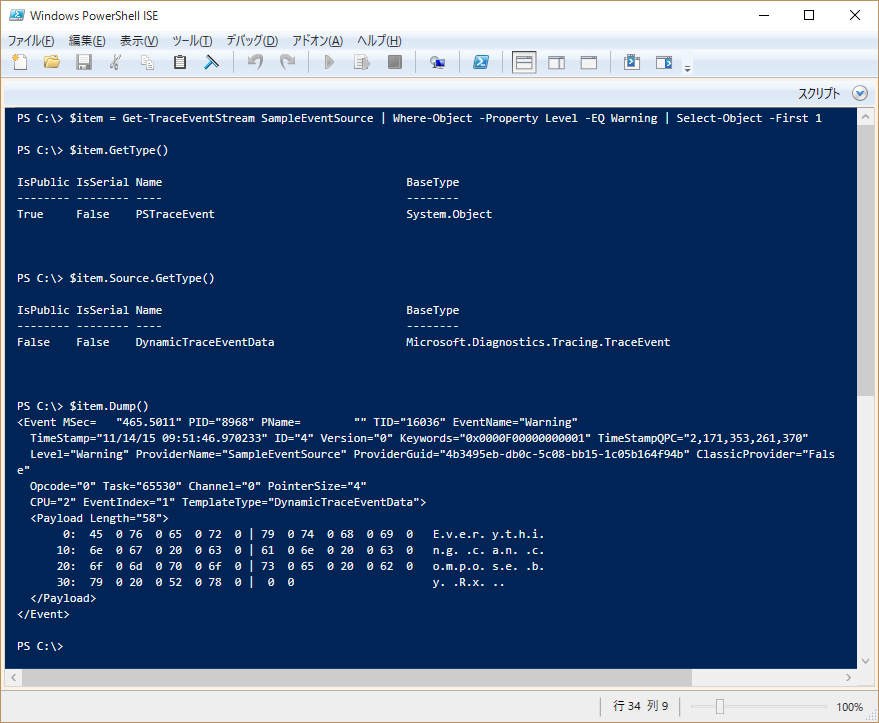 Windows PowerShell ISE
ファイル(F) 編集(E) 表示(V) ツール(T) デバッグ(D) アドオン(A) ヘルプ(H)
スクリプト
PS C:\> $item = Get-TraceEventStream SampleEventSource | Where-Object -Property Level -EQ Warning | Select-Object -First 1
PS C:\> $item.GetType()
IsPublic IsSerial Name                                     BaseType
-------- -------- ----                                     --------
True     False    PSTraceEvent                             System.Object
PS C:\> $item.Source.GetType()
IsPublic IsSerial Name                                     BaseType
-------- -------- ----                                     --------
False    False    DynamicTraceEventData                    Microsoft.Diagnostics.Tracing.TraceEvent
PS C:\> $item.Dump()
<Event MSec=   "465.5011" PID="8968" PName=        "" TID="16036" EventName="Warning"
  TimeStamp="11/14/15 09:51:46.970233" ID="4" Version="0" Keywords="0x0000F00000000001" TimeStampQPC="2,171,353,261,370"
  Level="Warning" ProviderName="SampleEventSource" ProviderGuid="4b3495eb-db0c-5c08-bb15-1c05b164f94b" ClassicProvider="Fals
e"
  Opcode="0" Task="65530" Channel="0" PointerSize="4"
  CPU="2" EventIndex="1" TemplateType="DynamicTraceEventData">
  <Payload Length="58">
       0:  45  0 76  0 65  0 72  0 | 79  0 74  0 68  0 69  0   E.v.e.r. y.t.h.i.
      10:  6e  0 67  0 20  0 63  0 | 61  0 6e  0 20  0 63  0   n.g. .c. a.n. .c.
      20:  6f  0 6d  0 70  0 6f  0 | 73  0 65  0 20  0 62  0   o.m.p.o. s.e. .b.
      30:  79  0 20  0 52  0 78  0 |  0  0                     y. .R.x. ..
  </Payload>
</Event>
PS C:\>
行 34 列 9 100%